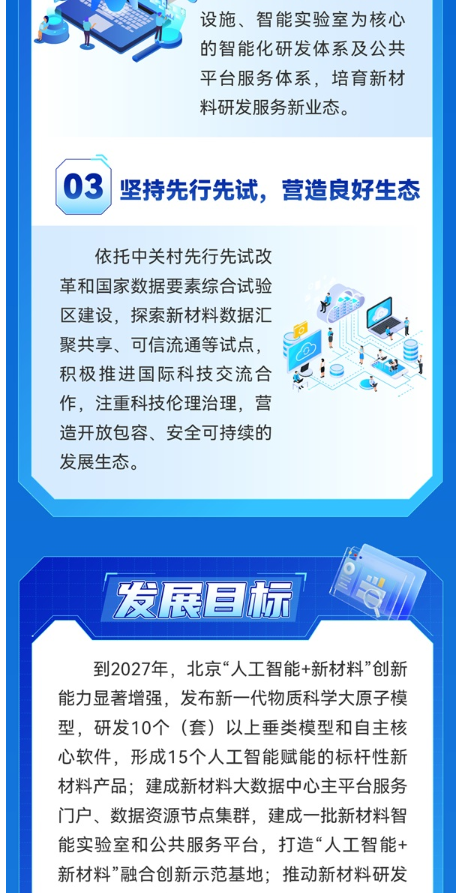 设施、智能实验室为核心
的智能化研发体系及公共
平台服务体系，培育新材
料研发服务新业态。
03 坚持先行先试，营造良好生态
依托中关村先行先试改
革和国家数据要素综合试验
区建设，探索新材料数据汇
聚共享、可信流通等试点，
积极推进国际科技交流合
作，注重科技伦理治理，营
造开放包容、安全可持续的
发展生态。
发展目标
到2027年，北京“人工智能+新材料”创新
能力显著增强，发布新一代物质科学大原子模
型，研发10个（套）以上垂类模型和自主核
心软件，形成15个人工智能赋能的标杆性新
材料产品；建成新材料大数据中心主平台服务
门户、数据资源节点集群，建成一批新材料智
能实验室和公共服务平台，打造“人工智能+
新材料”融合创新示范基地；推动新材料研发